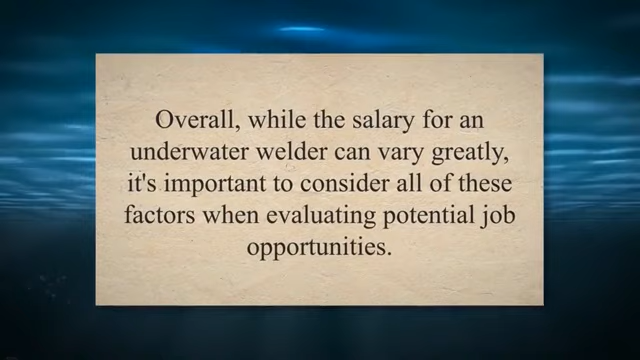 Overall, while the salary for an
underwater welder can vary greatly,
it's important to consider all of these
factors when evaluating potential job
opportunities.